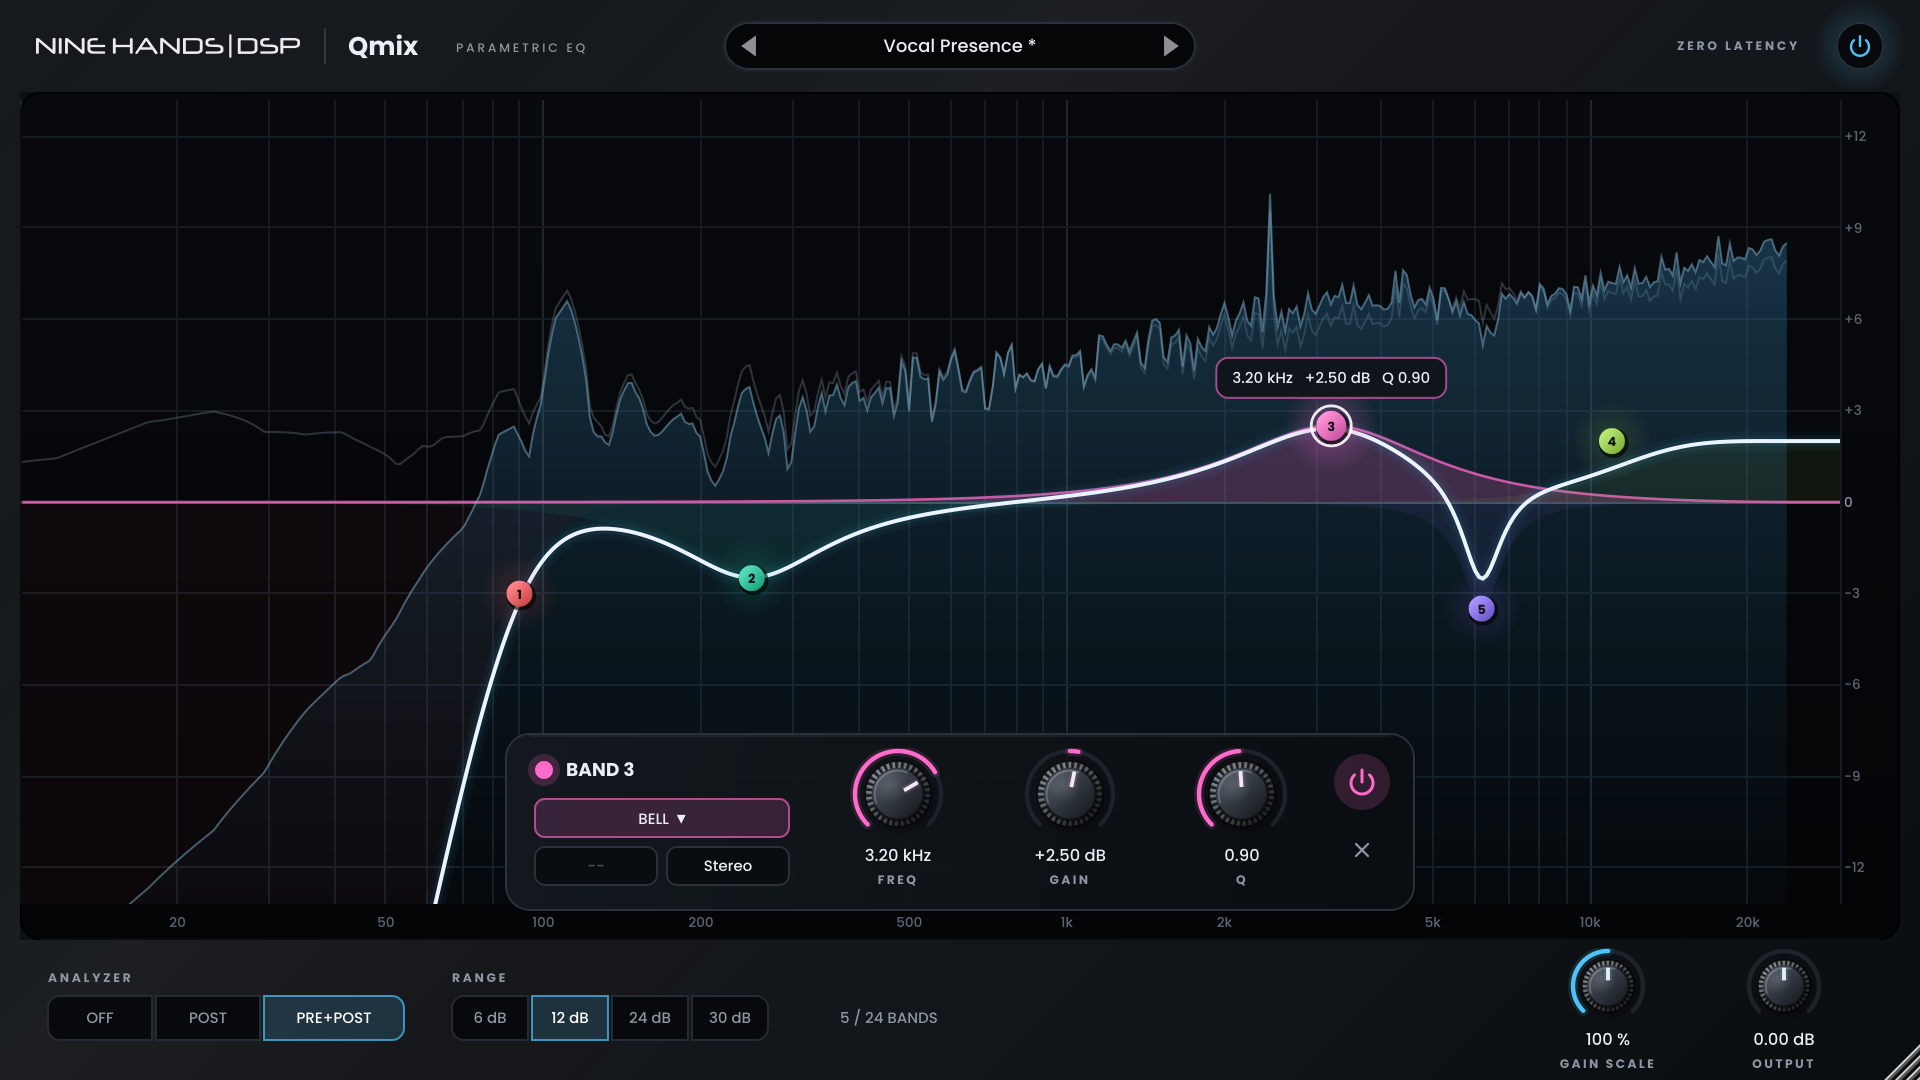 NINE HANDS|DSP
Qmix
PARAMETRIC EQ
Vocal Presence *
ZERO LATENCY
+12
+9
+6
+3
0
-3
-6
-9
-12
3.20 kHz +2.50 dB Q 0.90
3
4
1
2
5
BAND 3
BELL ▼
--
Stereo
3.20 kHz
FREQ
+2.50 dB
GAIN
0.90
Q
20 50 100 200 500 1k 2k 5k 10k 20k
ANALYZER
OFF POST PRE+POST
RANGE
6 dB 12 dB 24 dB 30 dB
5 / 24 BANDS
100 %
GAIN SCALE
0.00 dB
OUTPUT